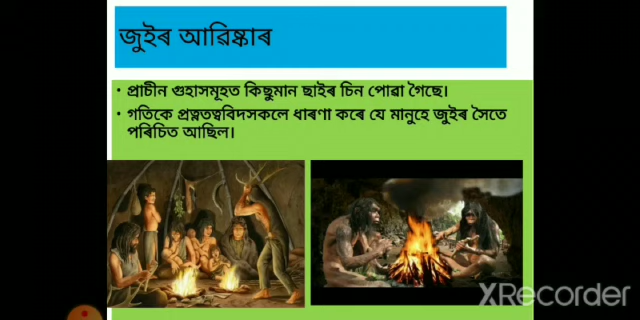 জুইৰ আৱিষ্কাৰ
• প্ৰাচীন গুহাসমূহত কিছুমান ছাইৰ চিন পোৱা গৈছে।
• গতিকে প্ৰত্নতত্ববিদসকলে ধাৰণা কৰে যে মানুহে জুইৰ সৈতে
পৰিচিত আছিল।
XRecorder